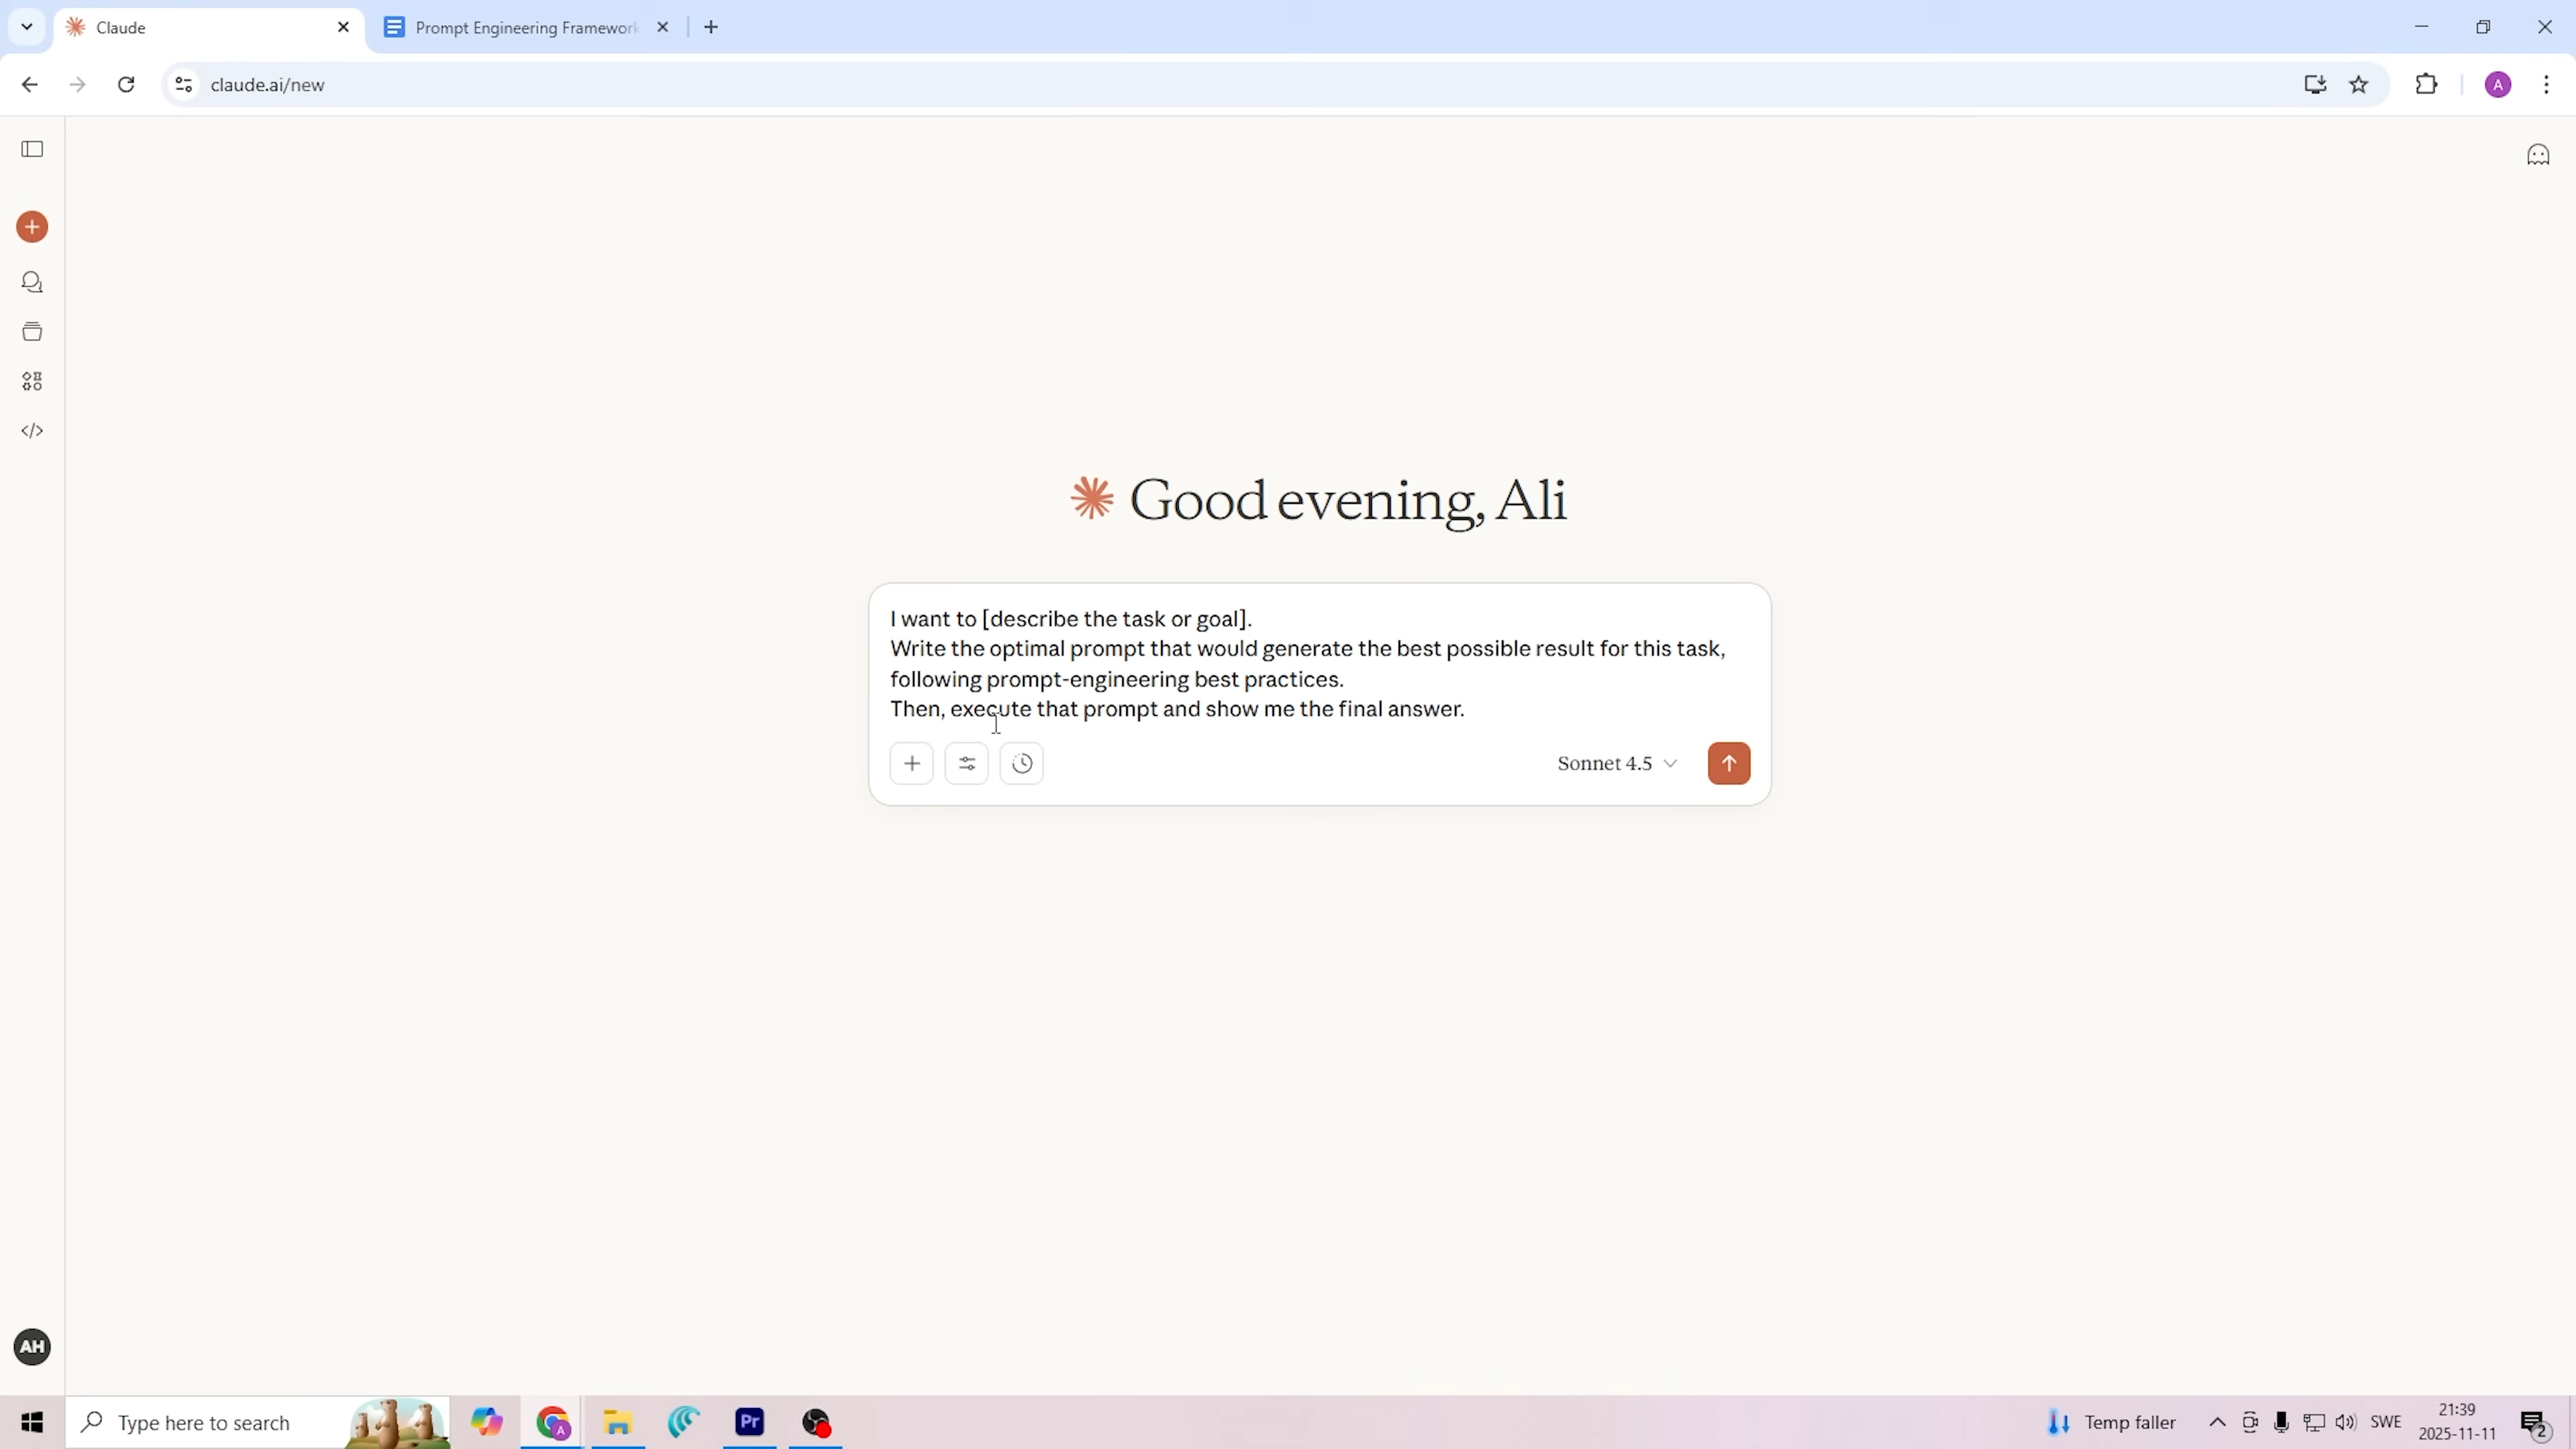 Claude
Prompt Engineering Framework
claude.ai/new
A
Good evening, Ali
I want to [describe the task or goal].
Write the optimal prompt that would generate the best possible result for this task,
following prompt-engineering best practices.
Then, execute that prompt and show me the final answer.
Sonnet 4.5
AH
Type here to search
A
Pr
Temp faller
SWE
21:39
2025-11-11
2